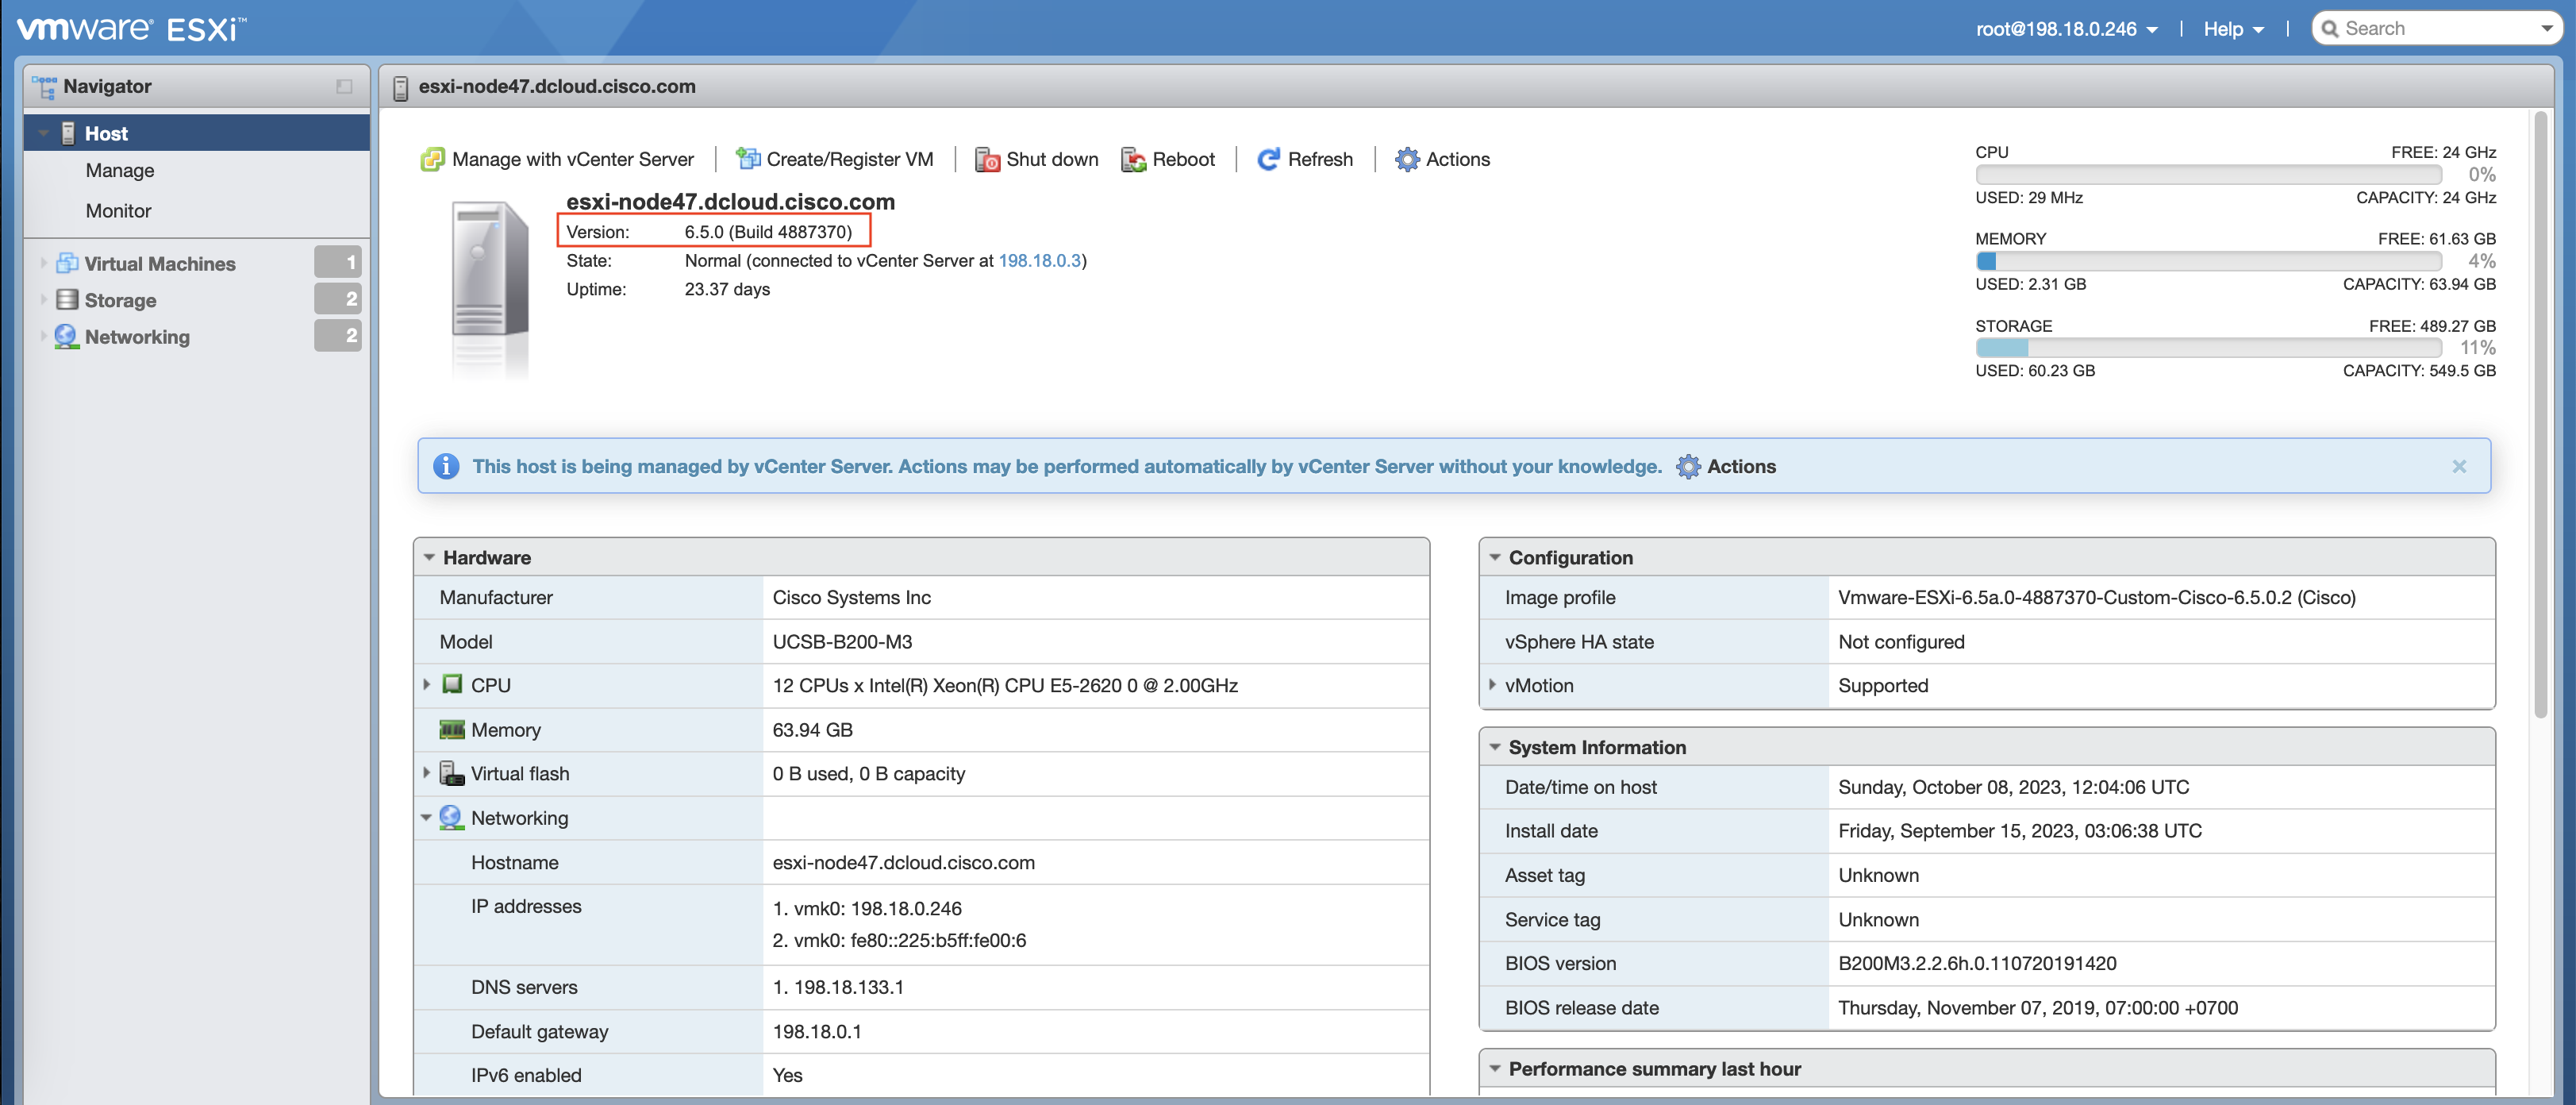 vmware® ESXi™
root@198.18.0.246 | Help | Search
Navigator
Host
Manage
Monitor
Virtual Machines 1
Storage 2
Networking 2
esxi-node47.dcloud.cisco.com
Manage with vCenter Server | Create/Register VM | Shut down Reboot | Refresh | Actions
esxi-node47.dcloud.cisco.com
Version: 6.5.0 (Build 4887370)
State: Normal (connected to vCenter Server at 198.18.0.3)
Uptime: 23.37 days
CPU FREE: 24 GHz
0%
USED: 29 MHz CAPACITY: 24 GHz
MEMORY FREE: 61.63 GB
4%
USED: 2.31 GB CAPACITY: 63.94 GB
STORAGE FREE: 489.27 GB
11%
USED: 60.23 GB CAPACITY: 549.5 GB
This host is being managed by vCenter Server. Actions may be performed automatically by vCenter Server without your knowledge. Actions
Hardware
Manufacturer Cisco Systems Inc
Model UCSB-B200-M3
CPU 12 CPUs x Intel(R) Xeon(R) CPU E5-2620 0 @ 2.00GHz
Memory 63.94 GB
Virtual flash 0 B used, 0 B capacity
Networking
Hostname esxi-node47.dcloud.cisco.com
IP addresses 1. vmk0: 198.18.0.246
2. vmk0: fe80::225:b5ff:fe00:6
DNS servers 1. 198.18.133.1
Default gateway 198.18.0.1
IPv6 enabled Yes
Configuration
Image profile Vmware-ESXi-6.5a.0-4887370-Custom-Cisco-6.5.0.2 (Cisco)
vSphere HA state Not configured
vMotion Supported
System Information
Date/time on host Sunday, October 08, 2023, 12:04:06 UTC
Install date Friday, September 15, 2023, 03:06:38 UTC
Asset tag Unknown
Service tag Unknown
BIOS version B200M3.2.2.6h.0.110720191420
BIOS release date Thursday, November 07, 2019, 07:00:00 +0700
Performance summary last hour